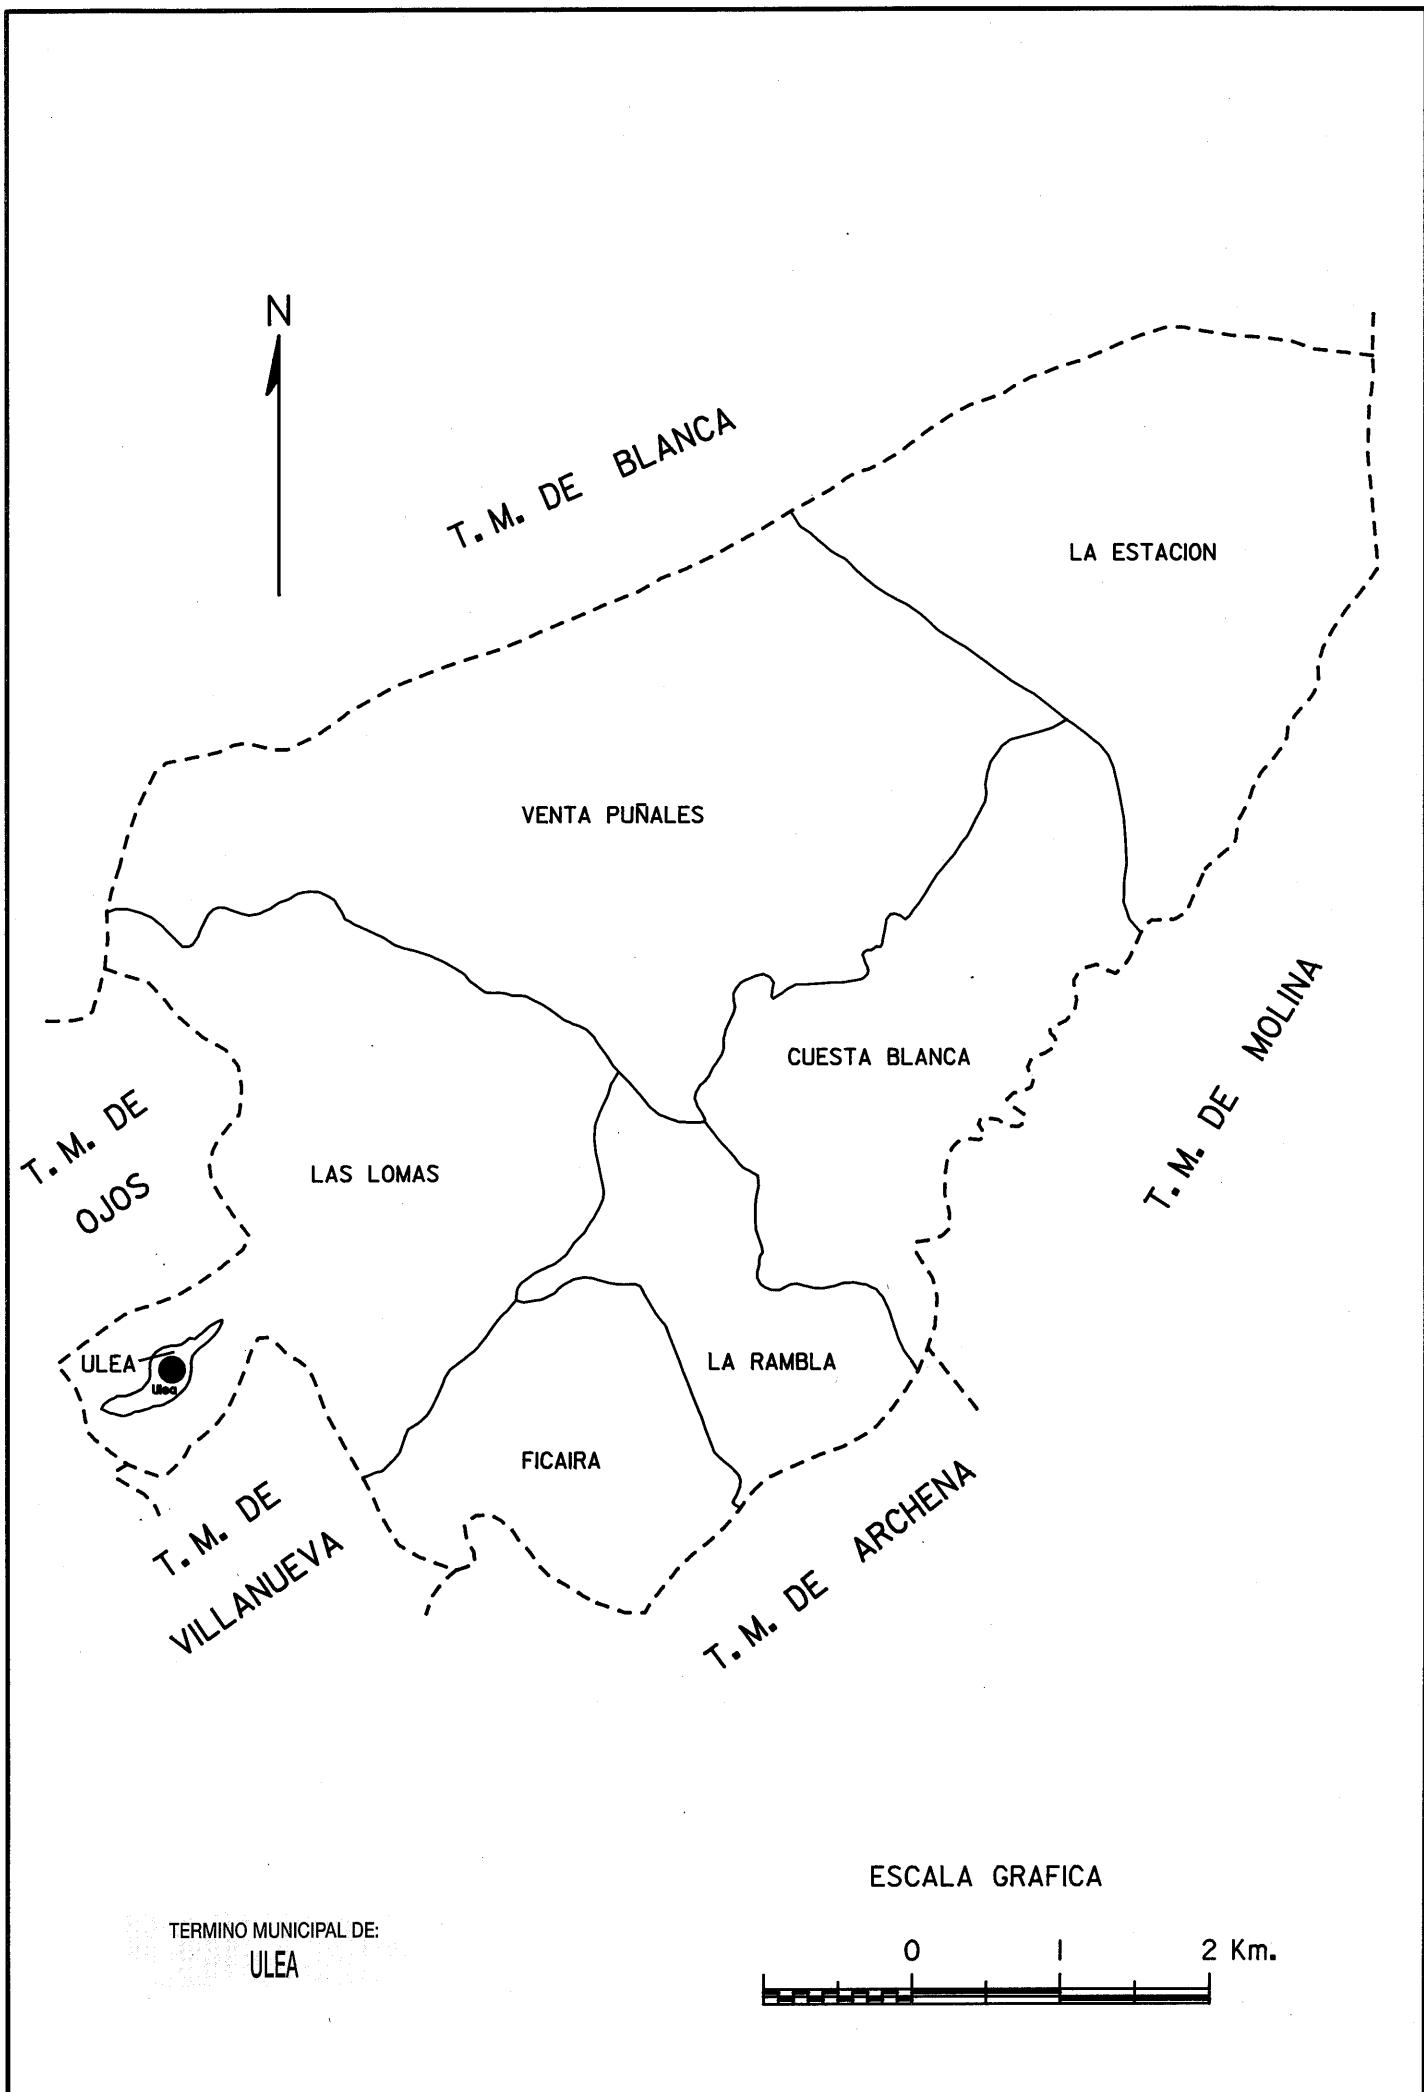 N
T. M. DE BLANCA
LA ESTACION
VENTA PUÑALES
CUESTA BLANCA
T. M. DE MOLINA
T. M. DE
OJOS
LAS LOMAS
ULEA
Ulea
LA RAMBLA
FICAIRA
T. M. DE
VILLANUEVA
T. M. DE ARCHENA
ESCALA GRAFICA
0 1 2 Km.
TERMINO MUNICIPAL DE:
ULEA